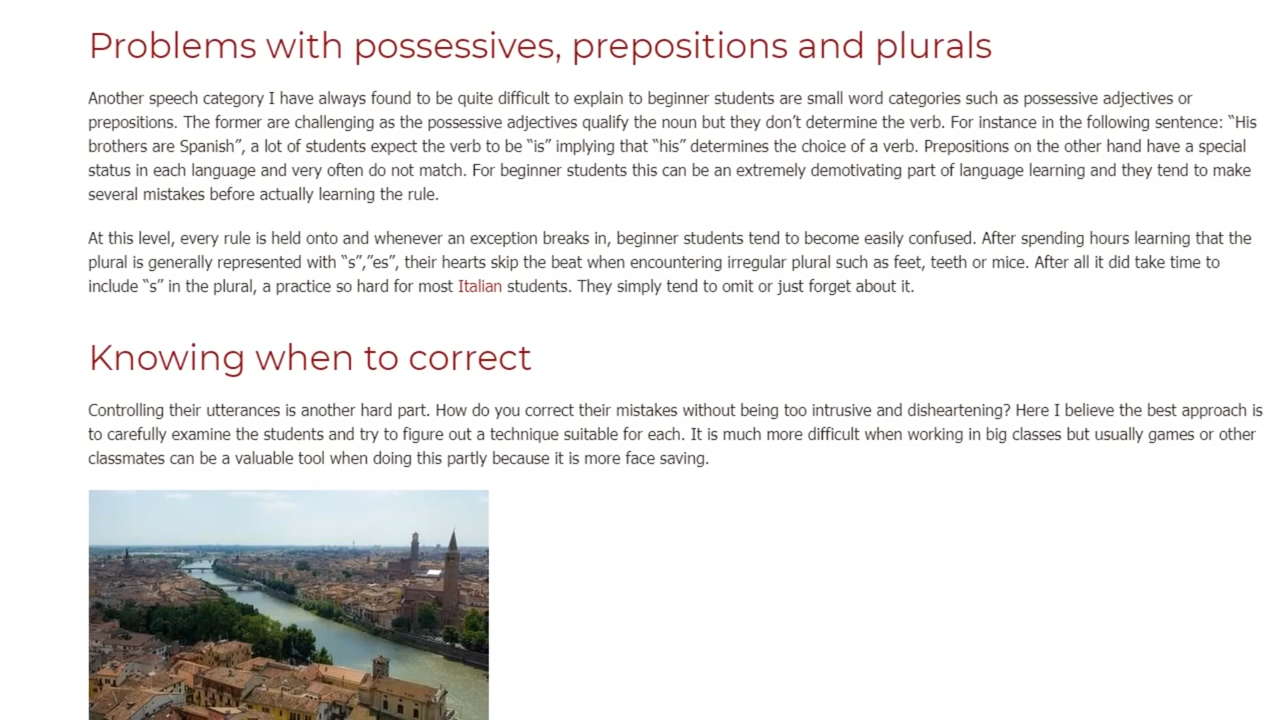 Problems with possessives, prepositions and plurals
Another speech category I have always found to be quite difficult to explain to beginner students are small word categories such as possessive adjectives or
prepositions. The former are challenging as the possessive adjectives qualify the noun but they don’t determine the verb. For instance in the following sentence: “His
brothers are Spanish”, a lot of students expect the verb to be “is” implying that “his” determines the choice of a verb. Prepositions on the other hand have a special
status in each language and very often do not match. For beginner students this can be an extremely demotivating part of language learning and they tend to make
several mistakes before actually learning the rule.
At this level, every rule is held onto and whenever an exception breaks in, beginner students tend to become easily confused. After spending hours learning that the
plural is generally represented with “s”,”es”, their hearts skip the beat when encountering irregular plural such as feet, teeth or mice. After all it did take time to
include “s” in the plural, a practice so hard for most Italian students. They simply tend to omit or just forget about it.
Knowing when to correct
Controlling their utterances is another hard part. How do you correct their mistakes without being too intrusive and disheartening? Here I believe the best approach is
to carefully examine the students and try to figure out a technique suitable for each. It is much more difficult when working in big classes but usually games or other
classmates can be a valuable tool when doing this partly because it is more face saving.